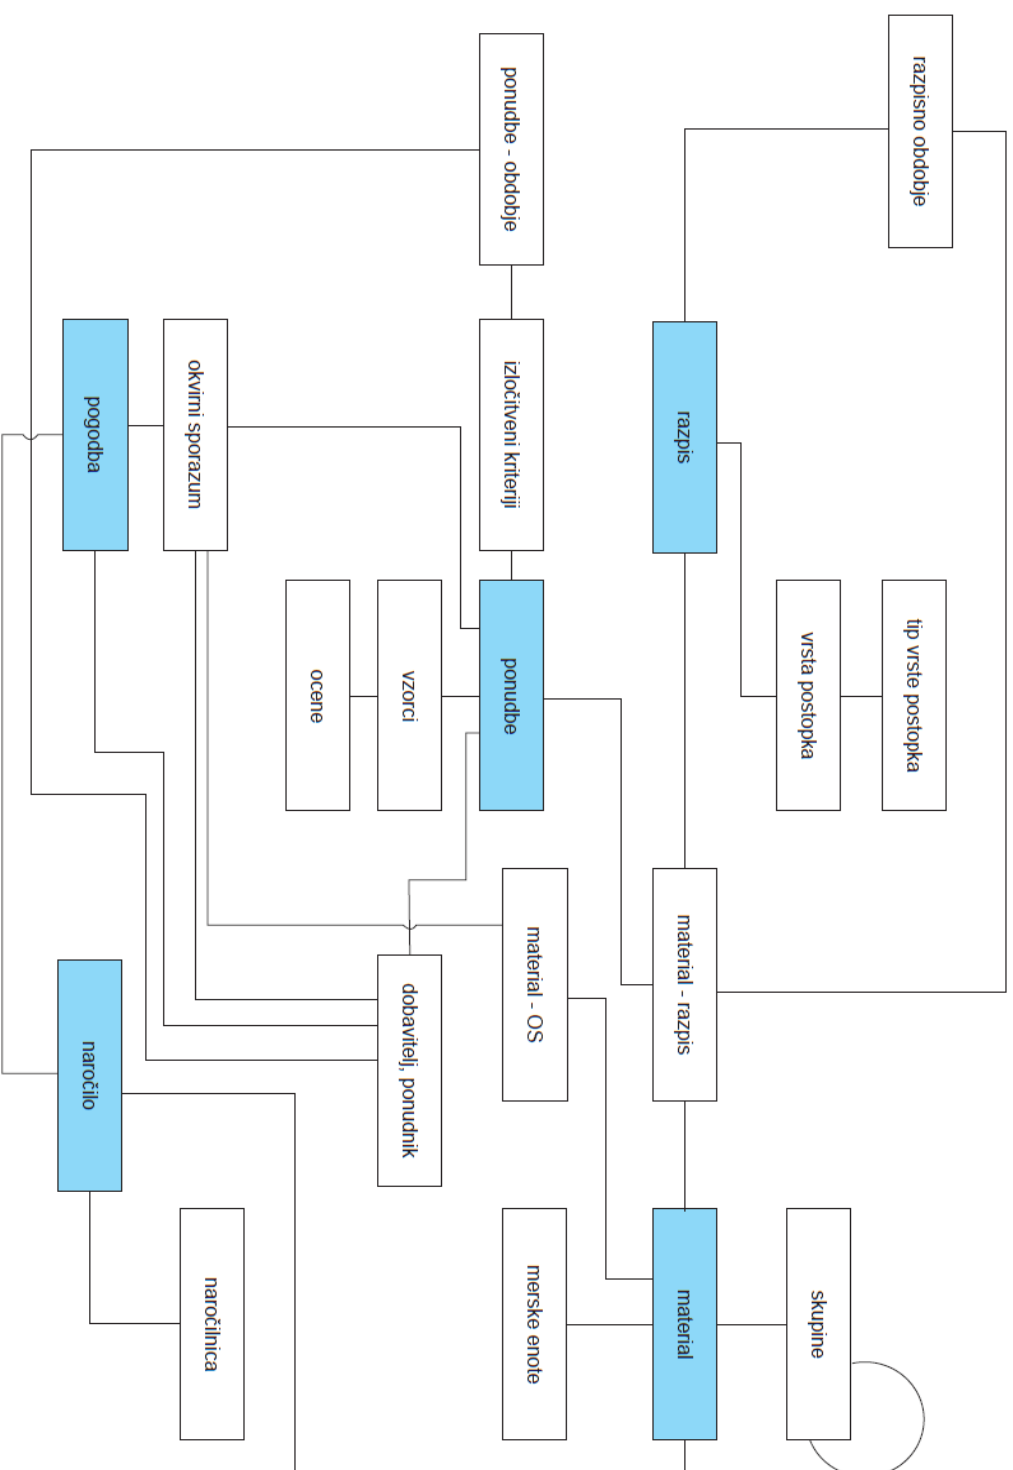 razpisno obdobje
tip vrste postopka
vrsta postopka
skupine
razpis
material - razpis
material
ponudbe - obdobje
izločitveni kriteriji
ponudbe
material - OS
merske enote
vzorci
dobavitelj, ponudnik
ocene
okvirni sporazum
naročilnica
pogodba
naročilo